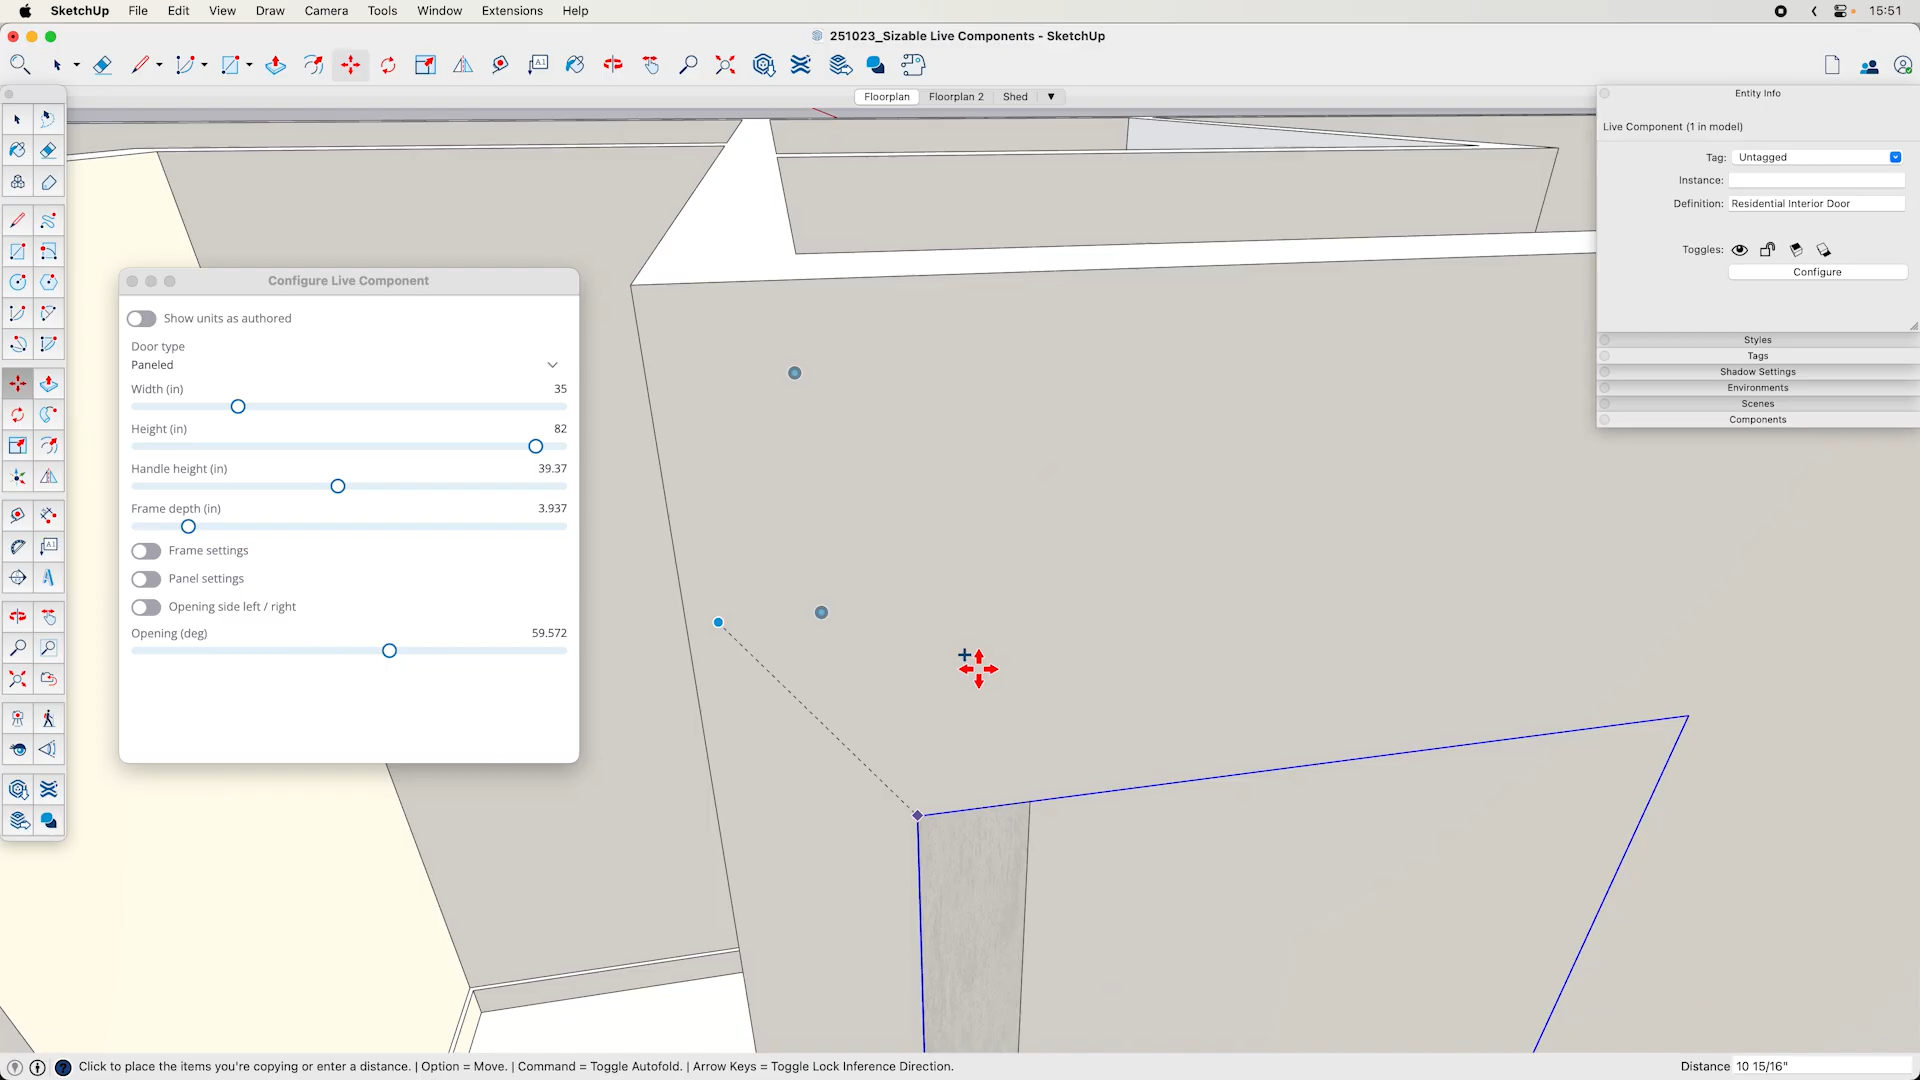 SketchUp File Edit View Draw Camera Tools Window Extensions Help 15:51
251023_Sizable Live Components - SketchUp
A1
Floorplan Floorplan 2 Shed
Entity Info
Live Component (1 in model)
Tag: Untagged
Instance:
Definition: Residential Interior Door
Toggles:
Configure
Styles
Tags
Shadow Settings
Environments
Scenes
Components
Configure Live Component
Show units as authored
Door type
Paneled
Width (in) 35
Height (in) 82
Handle height (in) 39.37
Frame depth (in) 3.937
Frame settings
Panel settings
Opening side left / right
Opening (deg) 59.572
A1
A
Click to place the items you're copying or enter a distance. | Option = Move. | Command = Toggle Autofold. | Arrow Keys = Toggle Lock Inference Direction. Distance 10 15/16"